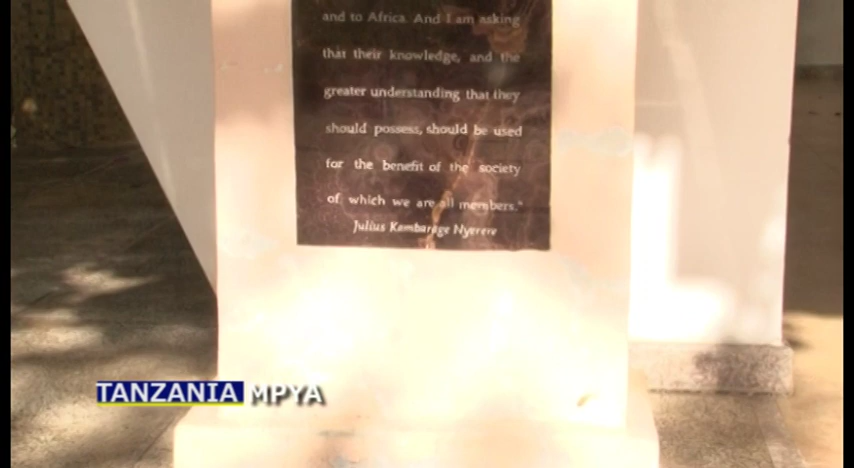 and to Africa. And I am asking
that their knowledge, and the
greater understanding that they
should possess, should be used
for the benefit of the society
of which we are all members."
Julius Kambarage Nyerere
TANZANIA MPYA